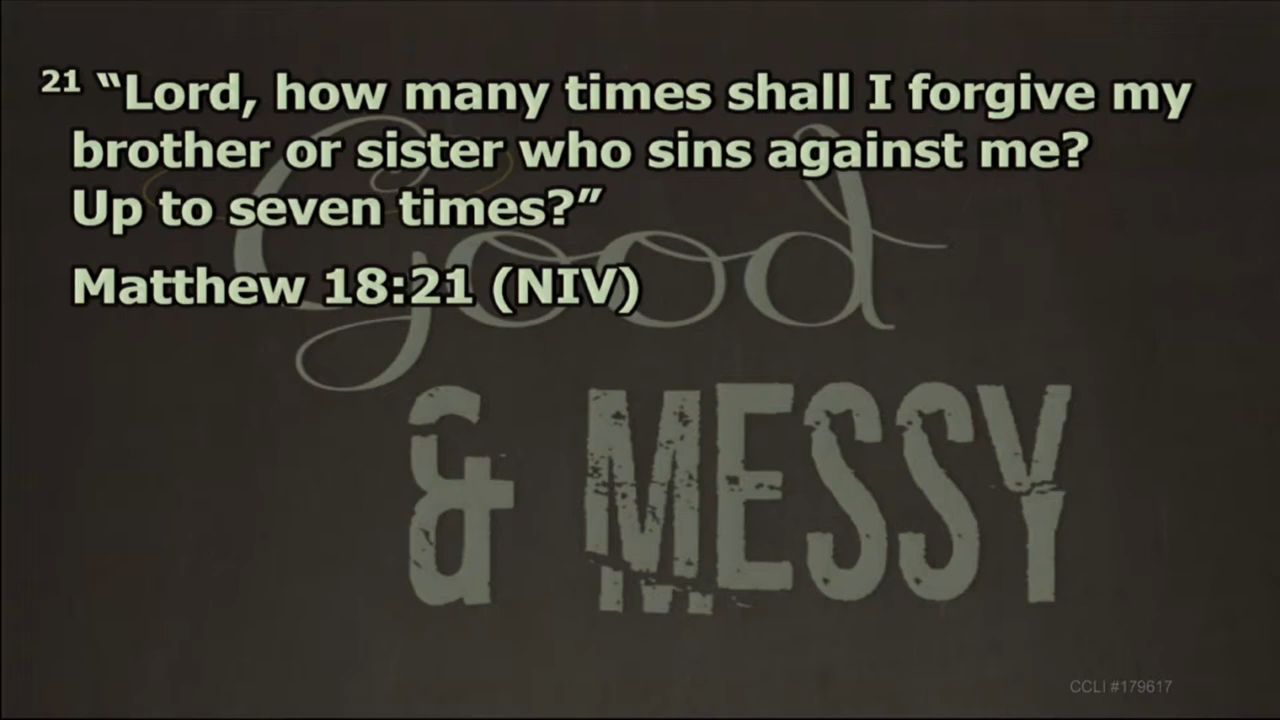 21 “Lord, how many times shall I forgive my
brother or sister who sins against me?
Up to seven times?”
Matthew 18:21 (NIV)
Good
& MESSY
CCLI #179617